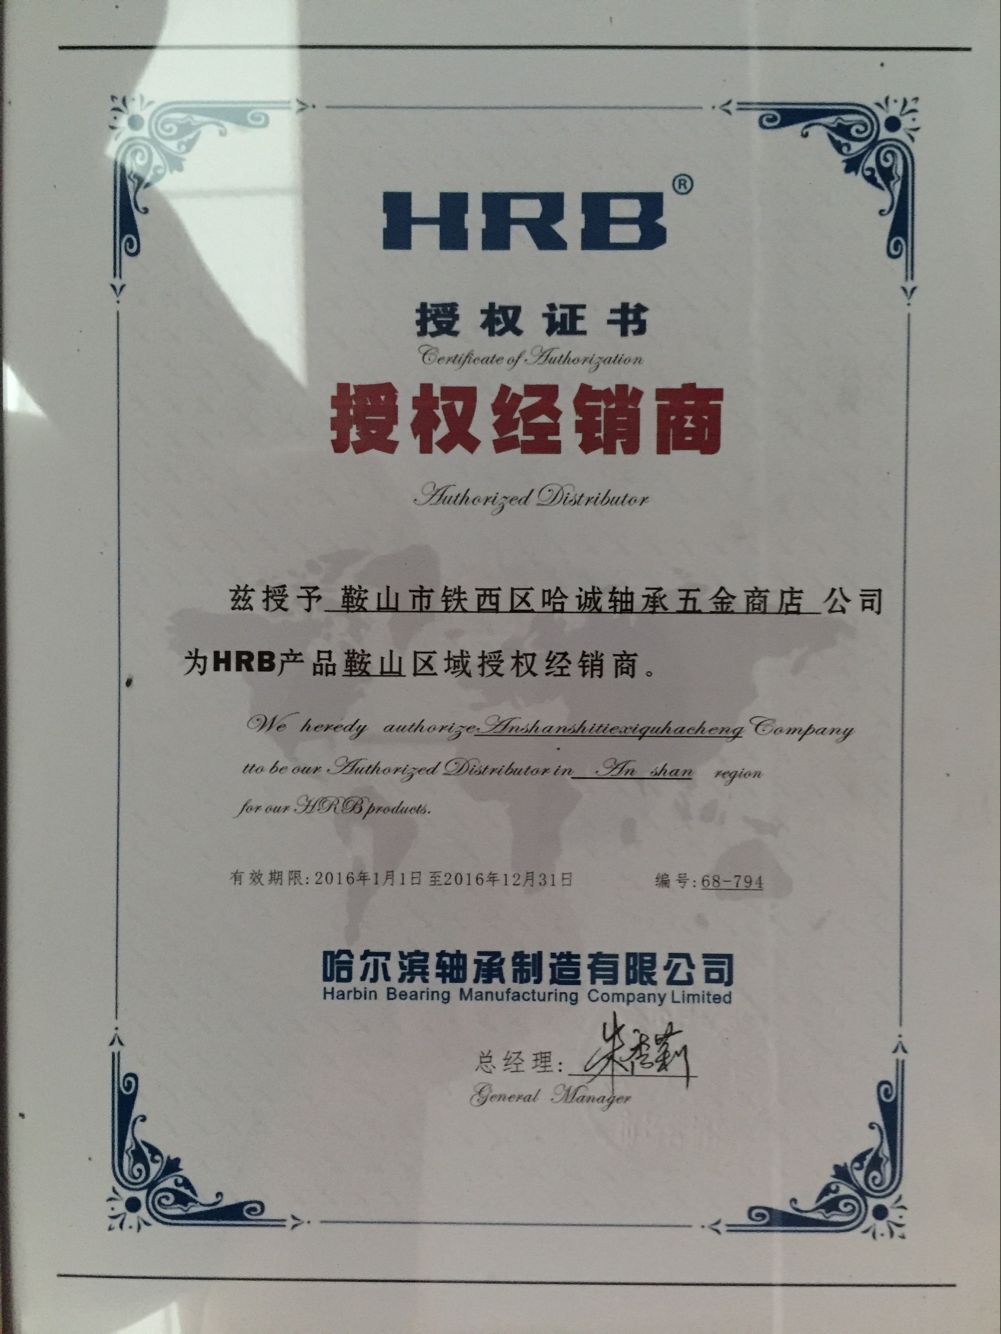 HRB®
授权证书
Certificate of Authorization
授权经销商
Authorized Distributor
兹授予 鞍山市铁西区哈诚轴承五金商店 公司
为HRB产品鞍山区域授权经销商。
We heredy authorize Anshanshitiexiquhacheng Company
tto be our Authorized Distributor in An shan region
for our HRB products.
有效期限:2016年1月1日至2016年12月31日 编号:68-794
哈尔滨轴承制造有限公司
Harbin Bearing Manufacturing Company Limited
总经理:
General Manager